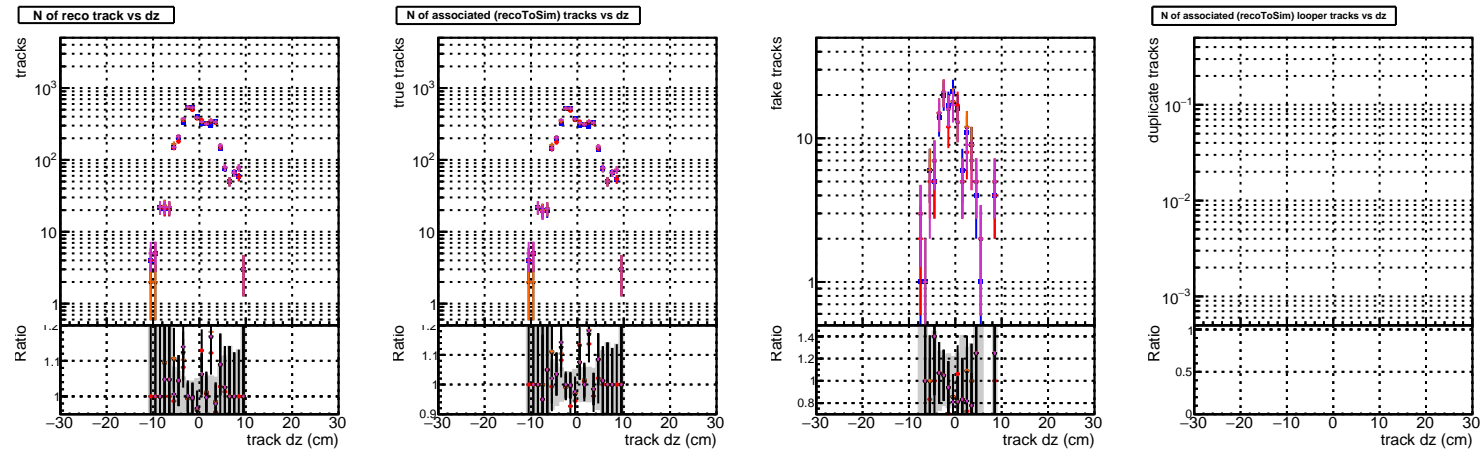 N of reco track vs dz
tracks
10³
10²
10
1
Ratio
1.2
1.1
1
−30 −20 −10 0 10 20 30
track dz (cm)
N of associated (recoToSim) tracks vs dz
true tracks
10³
10²
10
1
Ratio
1.2
1.1
1
0.9
−30 −20 −10 0 10 20 30
track dz (cm)
fake tracks
10
1
Ratio
1.4
1.2
1
0.8
−30 −20 −10 0 10 20 30
track dz (cm)
N of associated (recoToSim) looper tracks vs dz
duplicate tracks
10⁻¹
10⁻²
10⁻³
Ratio
1
0.5
0
−30 −20 −10 0 10 20 30
track dz (cm)